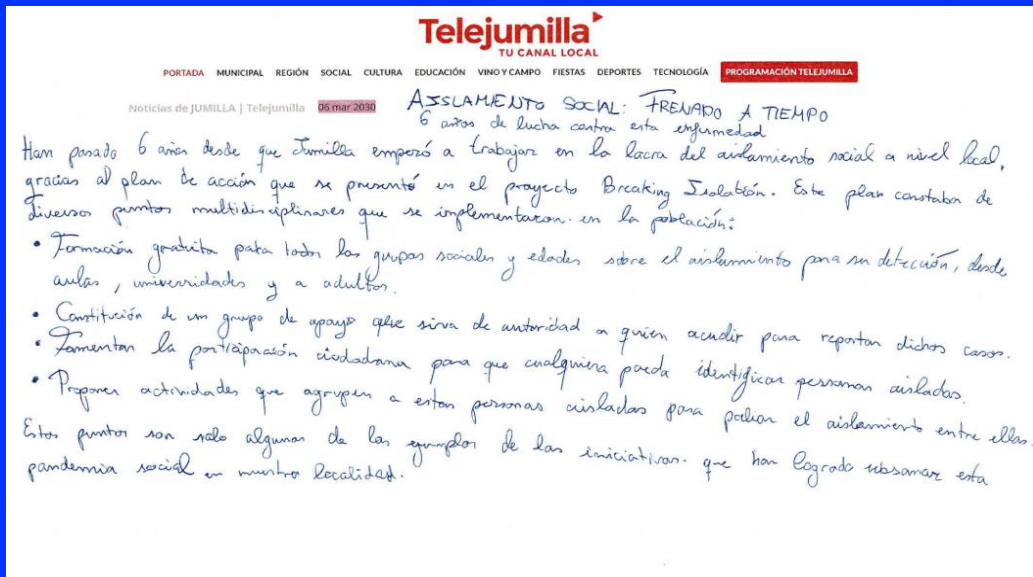 Telejumilla
TU CANAL LOCAL
PORTADA MUNICIPAL REGIÓN SOCIAL CULTURA EDUCACIÓN VINO Y CAMPO FIESTAS DEPORTES TECNOLOGÍA PROGRAMACIÓN TELEJUMILLA
Noticias de JUMILLA | Telejumilla 06 mar 2030
AISLAMIENTO SOCIAL: FRENADO A TIEMPO
6 años de lucha contra esta enfermedad
Han pasado 6 años desde que Jumilla empezó a trabajar en la lacra del aislamiento social a nivel local,
gracias al plan de acción que se presentó en el proyecto Breaking Isolation. Este plan constaba de
diversos puntos multidisciplinares que se implementaron en la población:
• Formación gratuita para todos los grupos sociales y edades sobre el aislamiento para su detección, desde
aulas, universidades y a adultos.
• Constitución de un grupo de apoyo que sirva de autoridad a quien acudir para reportar dichos casos.
• Fomentar la participación ciudadana para que cualquiera pueda identificar personas aisladas.
• Proponer actividades que agrupen a estas personas aisladas para paliar el aislamiento entre ellas.
Estos puntos son solo algunos de los ejemplos de las iniciativas que han logrado subsanar esta
pandemia social en nuestra localidad.